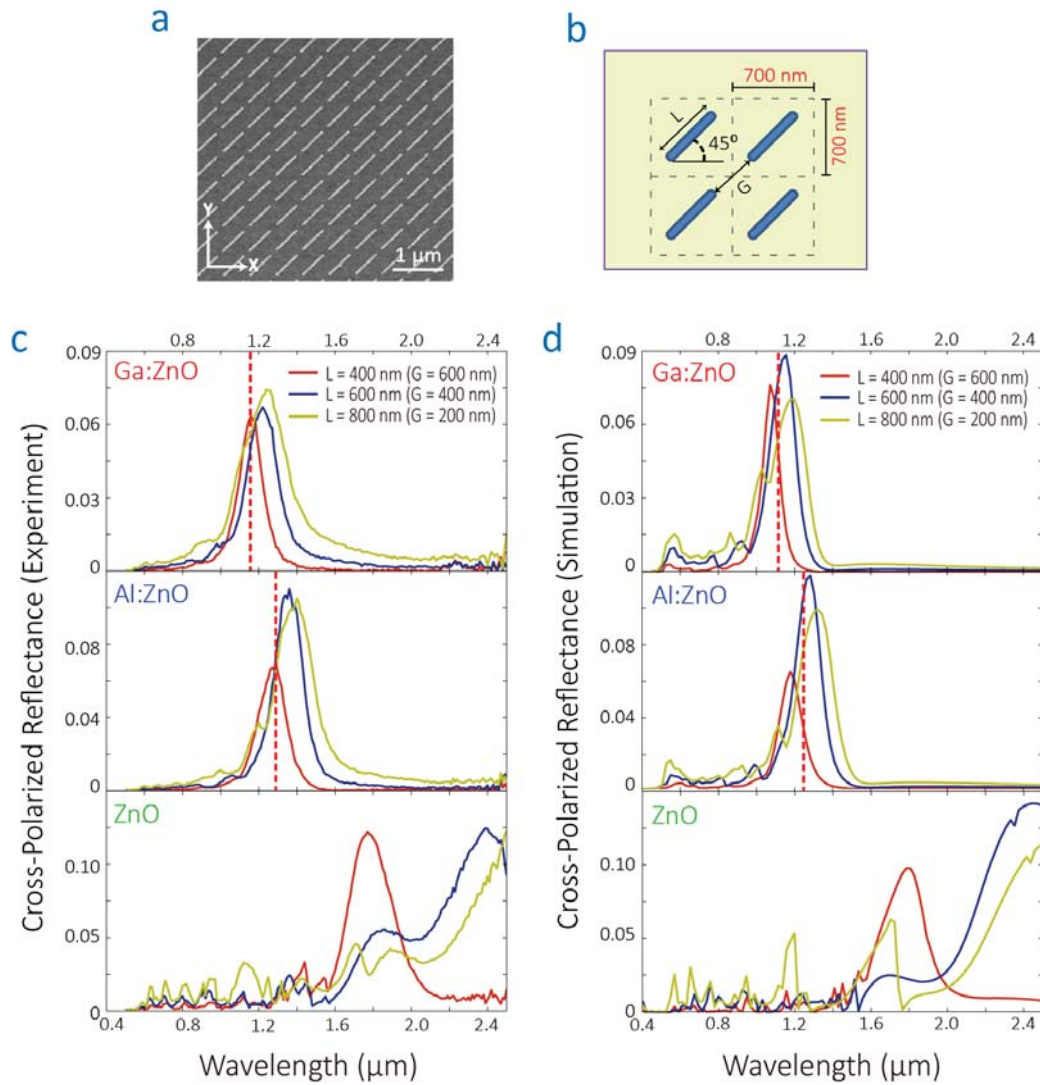 a
Y
X
1 μm
b
700 nm
700 nm
L
45°
G
c
0.8 1.2 1.6 2.0 2.4
0.09
Ga:ZnO
L = 400 nm (G = 600 nm)
L = 600 nm (G = 400 nm)
L = 800 nm (G = 200 nm)
0.06
0.03
0
Al:ZnO
0.08
0.04
0
ZnO
0.10
0.05
0
0.4 0.8 1.2 1.6 2.0 2.4
Cross-Polarized Reflectance (Experiment)
Wavelength (μm)
d
0.8 1.2 1.6 2.0 2.4
0.09
Ga:ZnO
L = 400 nm (G = 600 nm)
L = 600 nm (G = 400 nm)
L = 800 nm (G = 200 nm)
0.06
0.03
0
Al:ZnO
0.08
0.04
0
ZnO
0.10
0.05
0
0.4 0.8 1.2 1.6 2.0 2.4
Cross-Polarized Reflectance (Simulation)
Wavelength (μm)